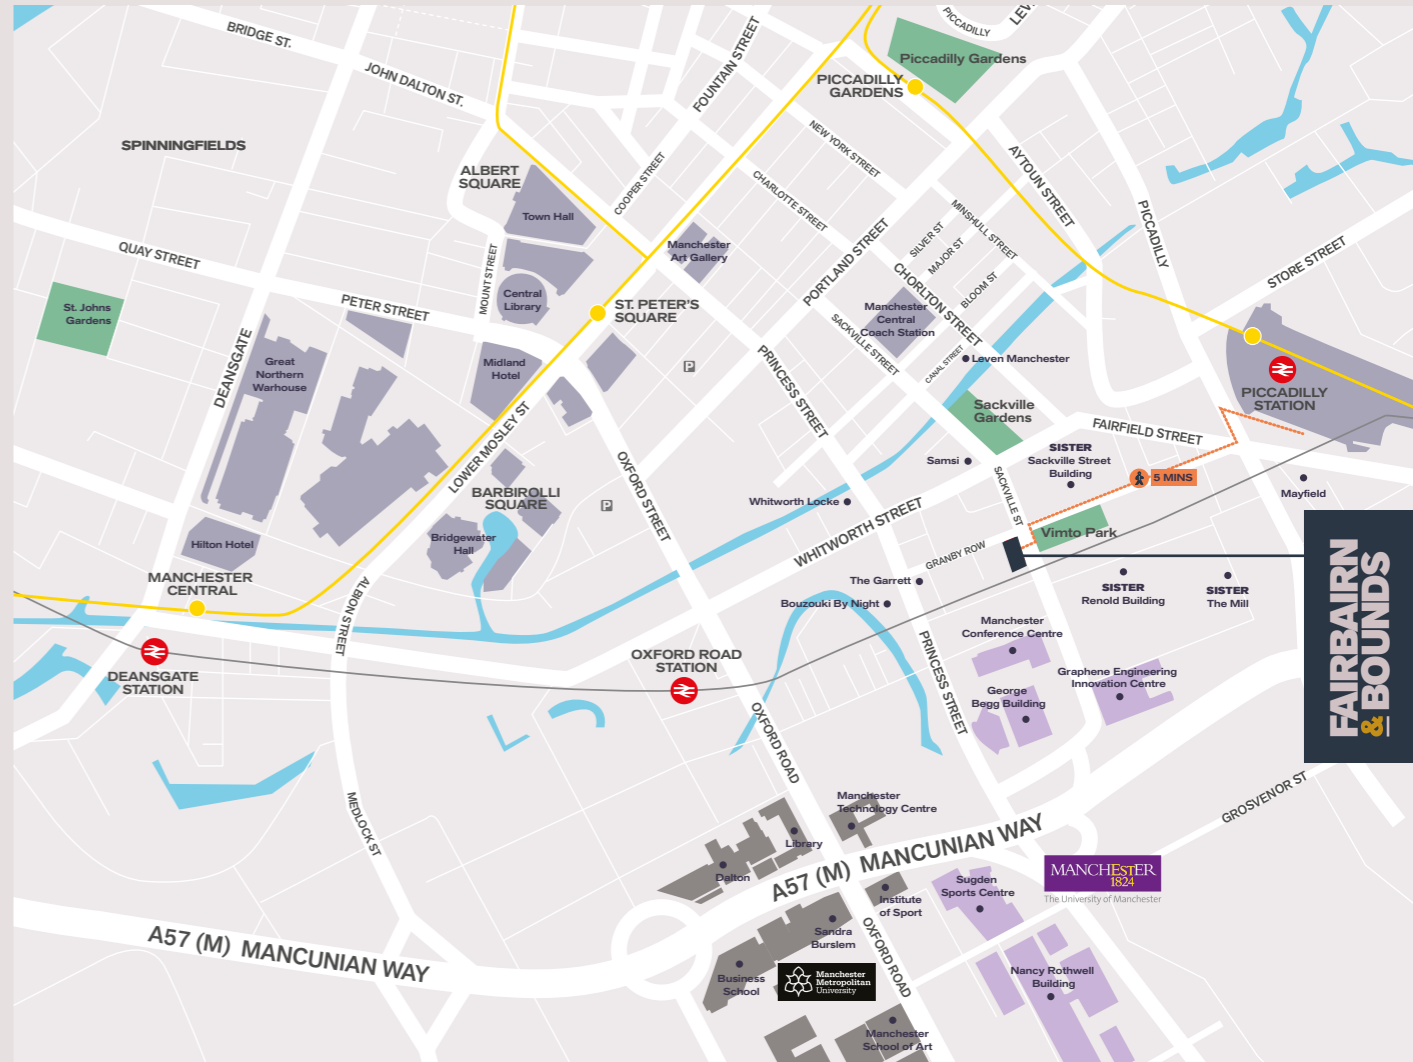 BRIDGE ST.
JOHN DALTON ST.
FOUNTAIN STREET
PICCADILLY
Piccadilly Gardens
PICCADILLY
GARDENS
SPINNINGFIELDS
NEW YORK STREET
AYTOUN STREET
ALBERT
SQUARE
COOPER STREET
CHARLOTTE STREET
Town Hall
MINSHULL STREET
PICCADILLY
QUAY STREET
MOUNT STREET
Manchester
Art Gallery
PORTLAND STREET
SILVER ST
MAJOR ST
BLOOM ST
CHORLTON STREET
STORE STREET
St. Johns
Gardens
PETER STREET
Central
Library
ST. PETER'S
SQUARE
Manchester
Central
Coach Station
SACKVILLE STREET
CANAL STREET
Leven Manchester
DEANSGATE
Great
Northern
Warhouse
Midland
Hotel
P
PRINCESS STREET
PICCADILLY
STATION
Sackville
Gardens
FAIRFIELD STREET
LOWER MOSLEY ST
OXFORD STREET
SISTER
Sackville Street
Building
Samsi
5 MINS
Mayfield
BARBIROLLI
SQUARE
P
Whitworth Locke
WHITWORTH STREET
SACKVILLE ST
Vimto Park
Hilton Hotel
Bridgewater
Hall
GRANBY ROW
FAIRBAIRN
& BOUNDS
MANCHESTER
CENTRAL
ALBION STREET
The Garrett
Bouzouki By Night
SISTER
Renold Building
SISTER
The Mill
Manchester
Conference Centre
DEANSGATE
STATION
OXFORD ROAD
STATION
PRINCESS STREET
Graphene Engineering
Innovation Centre
George
Begg Building
OXFORD ROAD
MEDLOCK ST
Manchester
Technology Centre
GROSVENOR ST
Library
Dalton
A57 (M) MANCUNIAN WAY
MANCHESTER
1824
The University of Manchester
Sugden
Sports Centre
Institute
of Sport
Sandra
Burslem
OXFORD ROAD
A57 (M) MANCUNIAN WAY
Business
School
Manchester
Metropolitan
University
Nancy Rothwell
Building
Manchester
School of Art